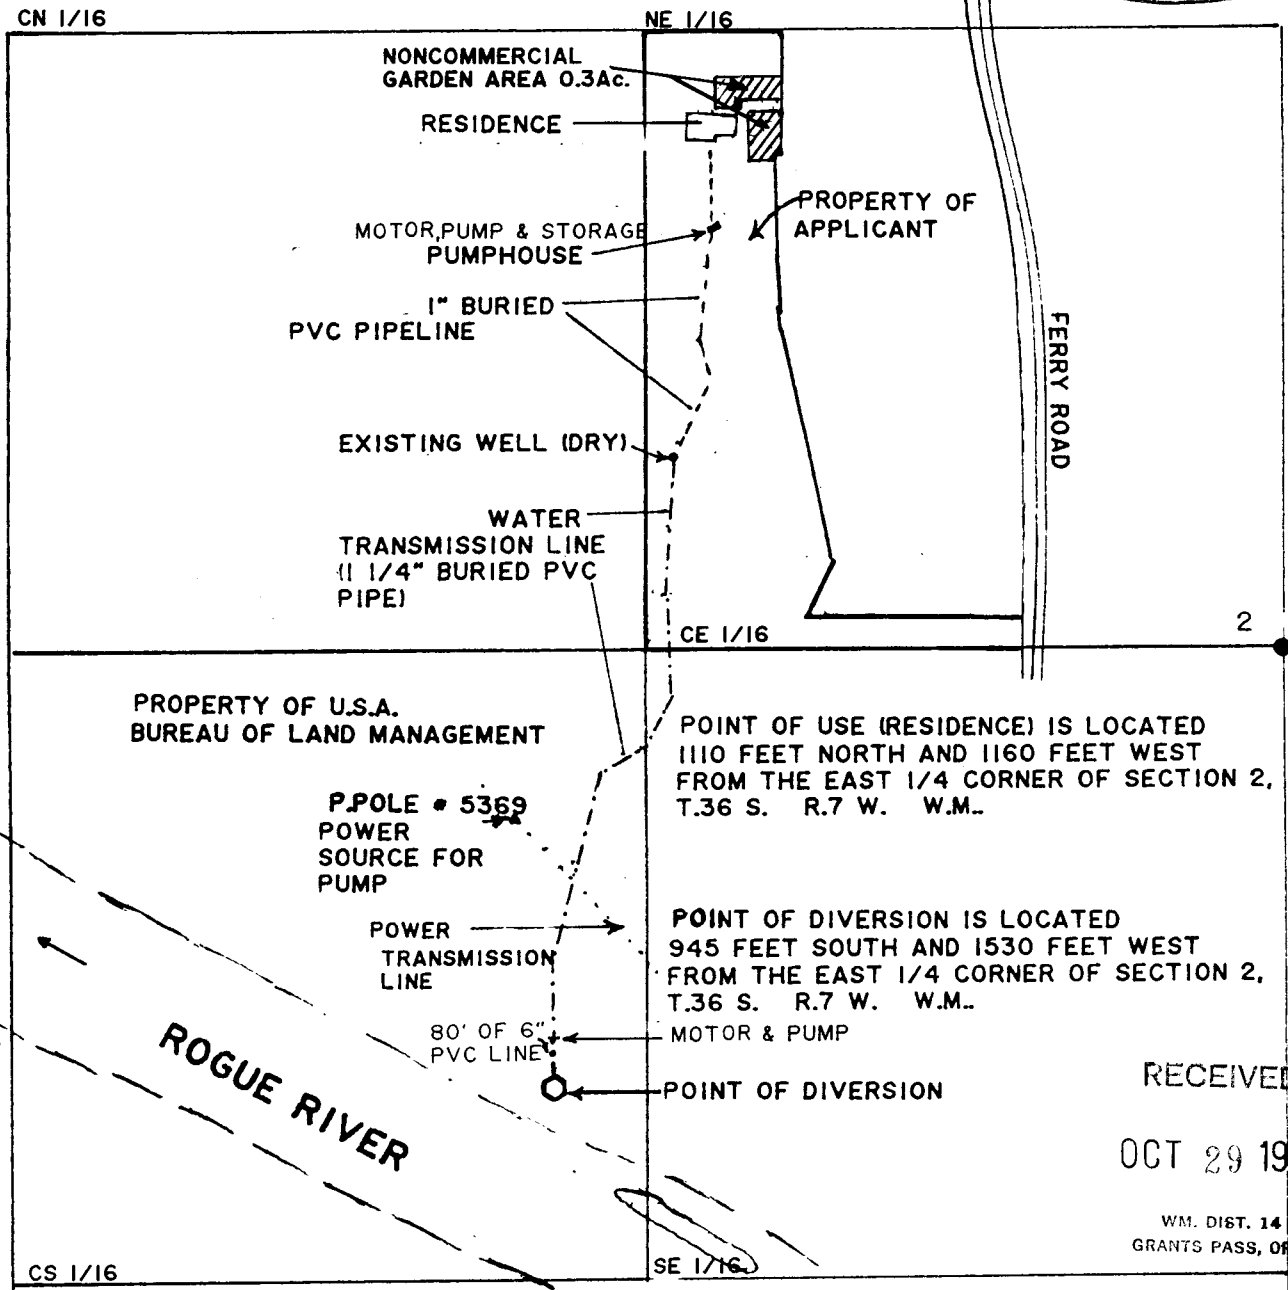 CN 1/16
NE 1/16
NONCOMMERCIAL
GARDEN AREA 0.3Ac.
RESIDENCE
PROPERTY OF
APPLICANT
MOTOR, PUMP & STORAGE
PUMPHOUSE
1" BURIED
PVC PIPELINE
FERRY ROAD
EXISTING WELL (DRY)
WATER
TRANSMISSION LINE
(1 1/4" BURIED PVC
PIPE)
CE 1/16
2
PROPERTY OF U.S.A.
BUREAU OF LAND MANAGEMENT
POINT OF USE (RESIDENCE) IS LOCATED
1110 FEET NORTH AND 1160 FEET WEST
FROM THE EAST 1/4 CORNER OF SECTION 2,
T.36 S. R.7 W. W.M..
P.POLE # 5369
POWER
SOURCE FOR
PUMP
POINT OF DIVERSION IS LOCATED
945 FEET SOUTH AND 1530 FEET WEST
FROM THE EAST 1/4 CORNER OF SECTION 2,
T.36 S. R.7 W. W.M..
POWER
TRANSMISSION
LINE
80' OF 6"
PVC LINE
MOTOR & PUMP
POINT OF DIVERSION
ROGUE RIVER
RECEIVED
OCT 29 19
WM. DIST. 14
GRANTS PASS, OR
CS 1/16
SE 1/16